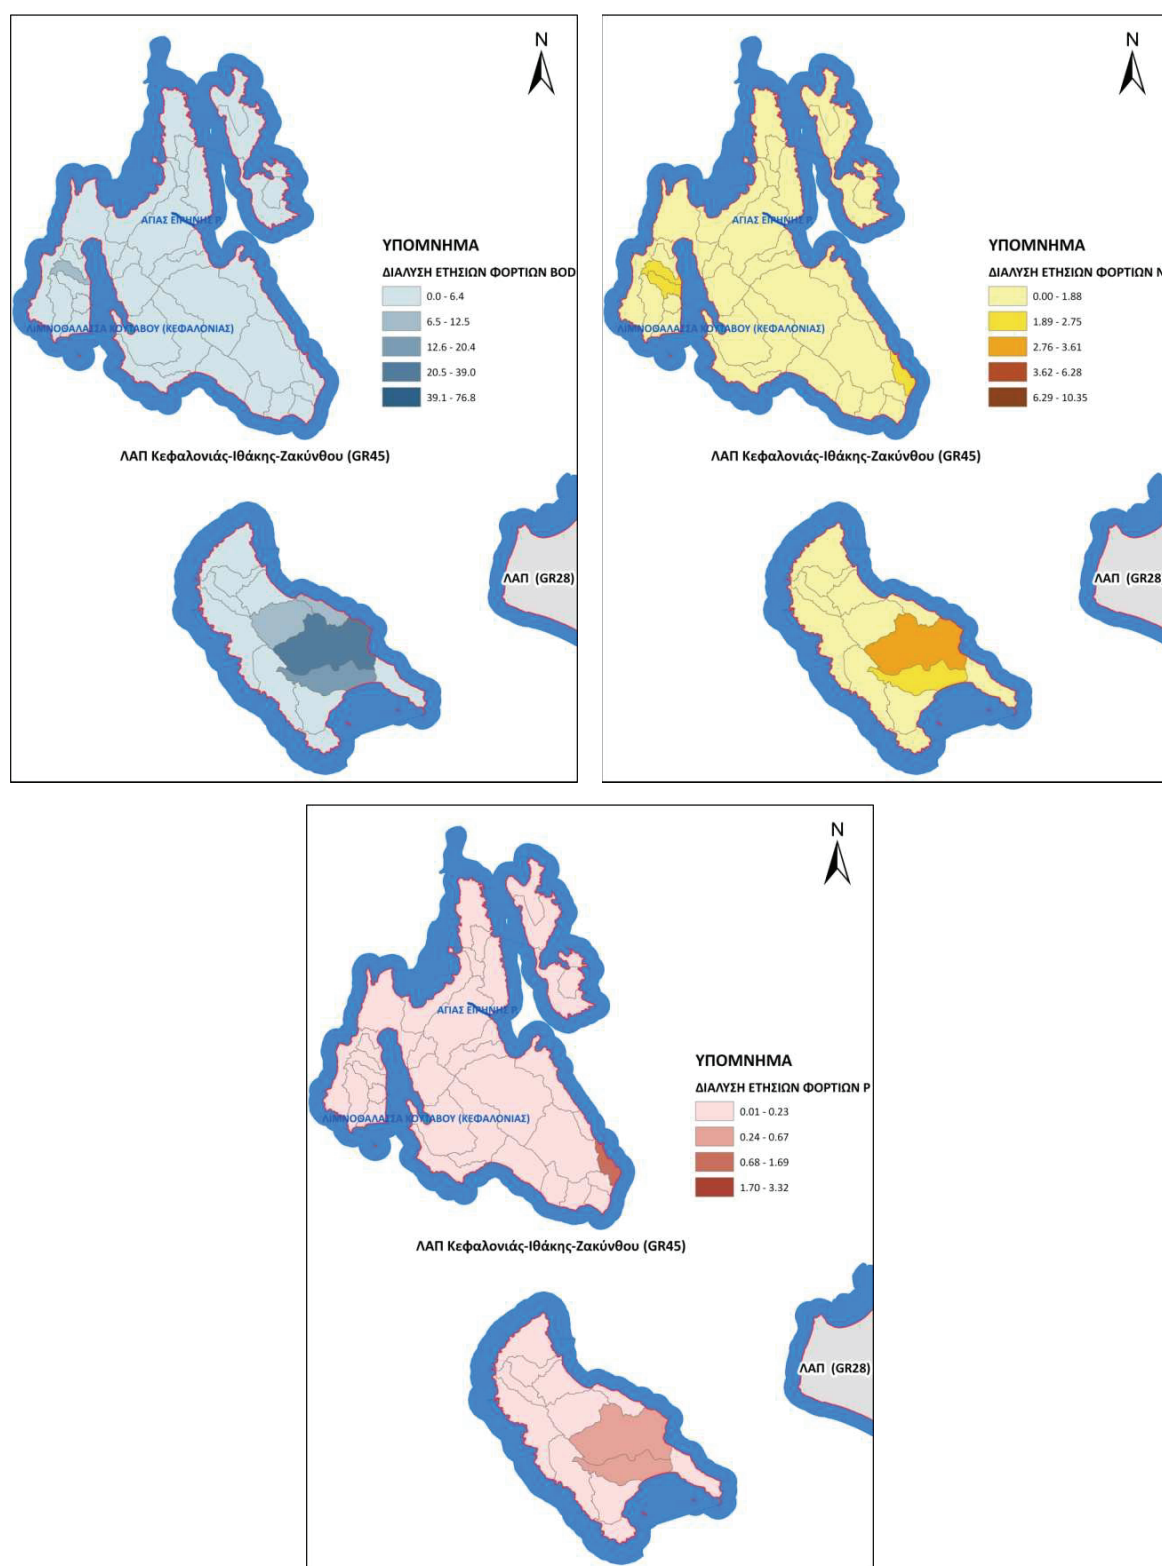 N
ΑΓΙΑΣ ΕΙΡΗΝΗΣ Ρ.
ΥΠΟΜΝΗΜΑ
ΔΙΑΛΥΣΗ ΕΤΗΣΙΩΝ ΦΟΡΤΙΩΝ BOD
0.0 - 6.4
6.5 - 12.5
12.6 - 20.4
20.5 - 39.0
39.1 - 76.8
ΛΙΜΝΟΘΑΛΑΣΣΑ ΚΟΥΤΑΒΟΥ (ΚΕΦΑΛΟΝΙΑΣ)
ΛΑΠ Κεφαλονιάς-Ιθάκης-Ζακύνθου (GR45)
ΛΑΠ (GR28)
N
ΑΓΙΑΣ ΕΙΡΗΝΗΣ Ρ.
ΥΠΟΜΝΗΜΑ
ΔΙΑΛΥΣΗ ΕΤΗΣΙΩΝ ΦΟΡΤΙΩΝ N
0.00 - 1.88
1.89 - 2.75
2.76 - 3.61
3.62 - 6.28
6.29 - 10.35
ΛΙΜΝΟΘΑΛΑΣΣΑ ΚΟΥΤΑΒΟΥ (ΚΕΦΑΛΟΝΙΑΣ)
ΛΑΠ Κεφαλονιάς-Ιθάκης-Ζακύνθου (GR45)
ΛΑΠ (GR28
N
ΑΓΙΑΣ ΕΙΡΗΝΗΣ Ρ.
ΥΠΟΜΝΗΜΑ
ΔΙΑΛΥΣΗ ΕΤΗΣΙΩΝ ΦΟΡΤΙΩΝ P
0.01 - 0.23
0.24 - 0.67
0.68 - 1.69
1.70 - 3.32
ΛΙΜΝΟΘΑΛΑΣΣΑ ΚΟΥΤΑΒΟΥ (ΚΕΦΑΛΟΝΙΑΣ)
ΛΑΠ Κεφαλονιάς-Ιθάκης-Ζακύνθου (GR45)
ΛΑΠ (GR28)